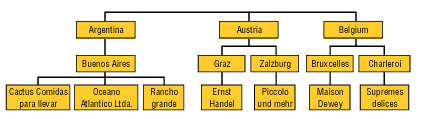 Argentina
Austria
Belgium
Buenos Aires
Graz
Zalzburg
Bruxcelles
Charleroi
Cactus Comidas
para llevar
Oceano
Atlantico Ltda.
Rancho
grande
Ernst
Handel
Piccolo
und mehr
Maison
Dewey
Supremes
delices